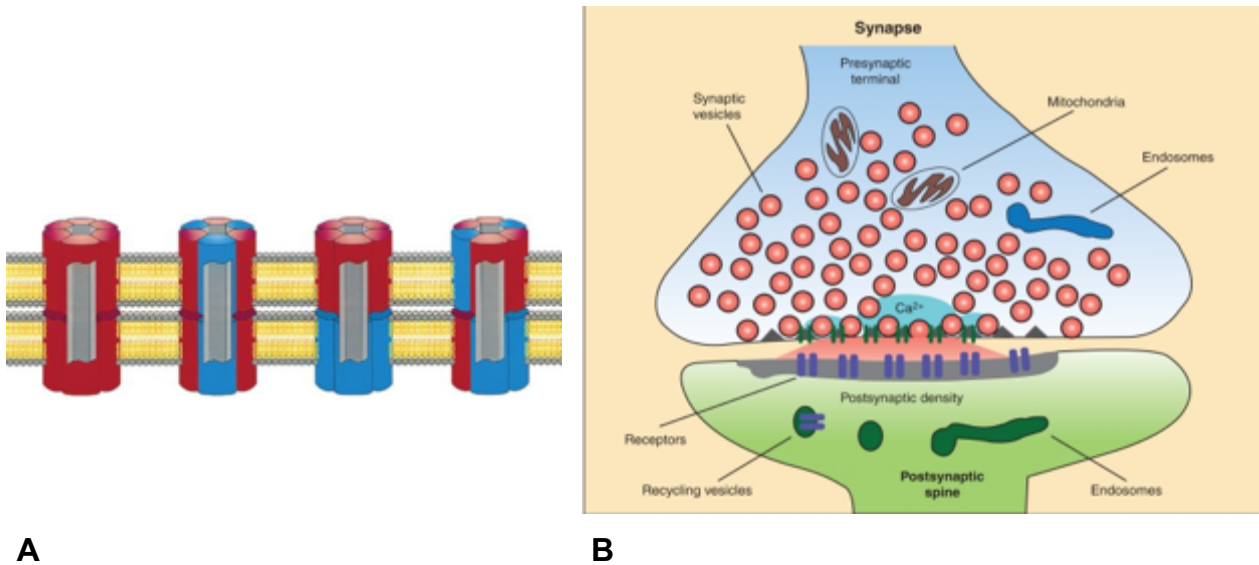 Synapse
Presynaptic
terminal
Synaptic
vesicles
Mitochondria
Endosomes
Ca²⁺
Postsynaptic density
Receptors
Recycling vesicles
Postsynaptic
spine
Endosomes
A
B